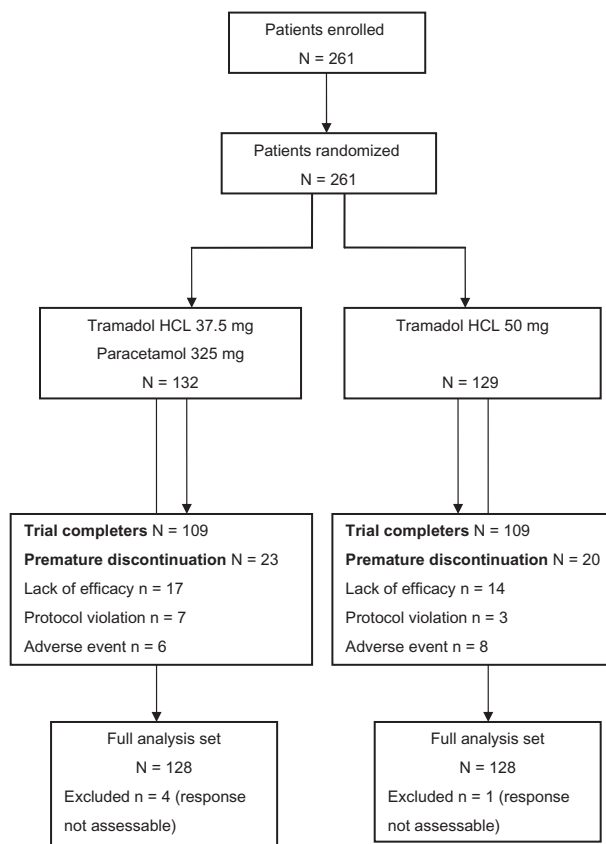 Patients enrolled
N = 261
Patients randomized
N = 261
Tramadol HCL 37.5 mg
Paracetamol 325 mg
N = 132
Tramadol HCL 50 mg
N = 129
Trial completers N = 109
Premature discontinuation N = 23
Lack of efficacy n = 17
Protocol violation n = 7
Adverse event n = 6
Trial completers N = 109
Premature discontinuation N = 20
Lack of efficacy n = 14
Protocol violation n = 3
Adverse event n = 8
Full analysis set
N = 128
Excluded n = 4 (response
not assessable)
Full analysis set
N = 128
Excluded n = 1 (response
not assessable)